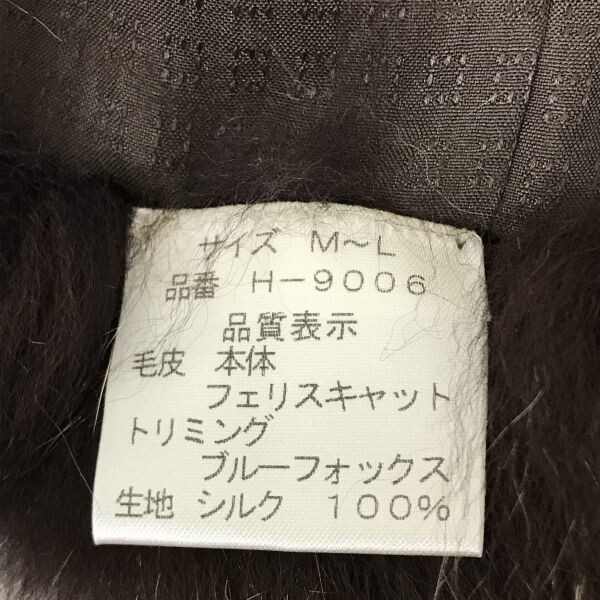 サイズ M～L
品番 H－9006
品質表示
毛皮 本体
フェリスキャット
トリミング
ブルーフォックス
生地 シルク 100%